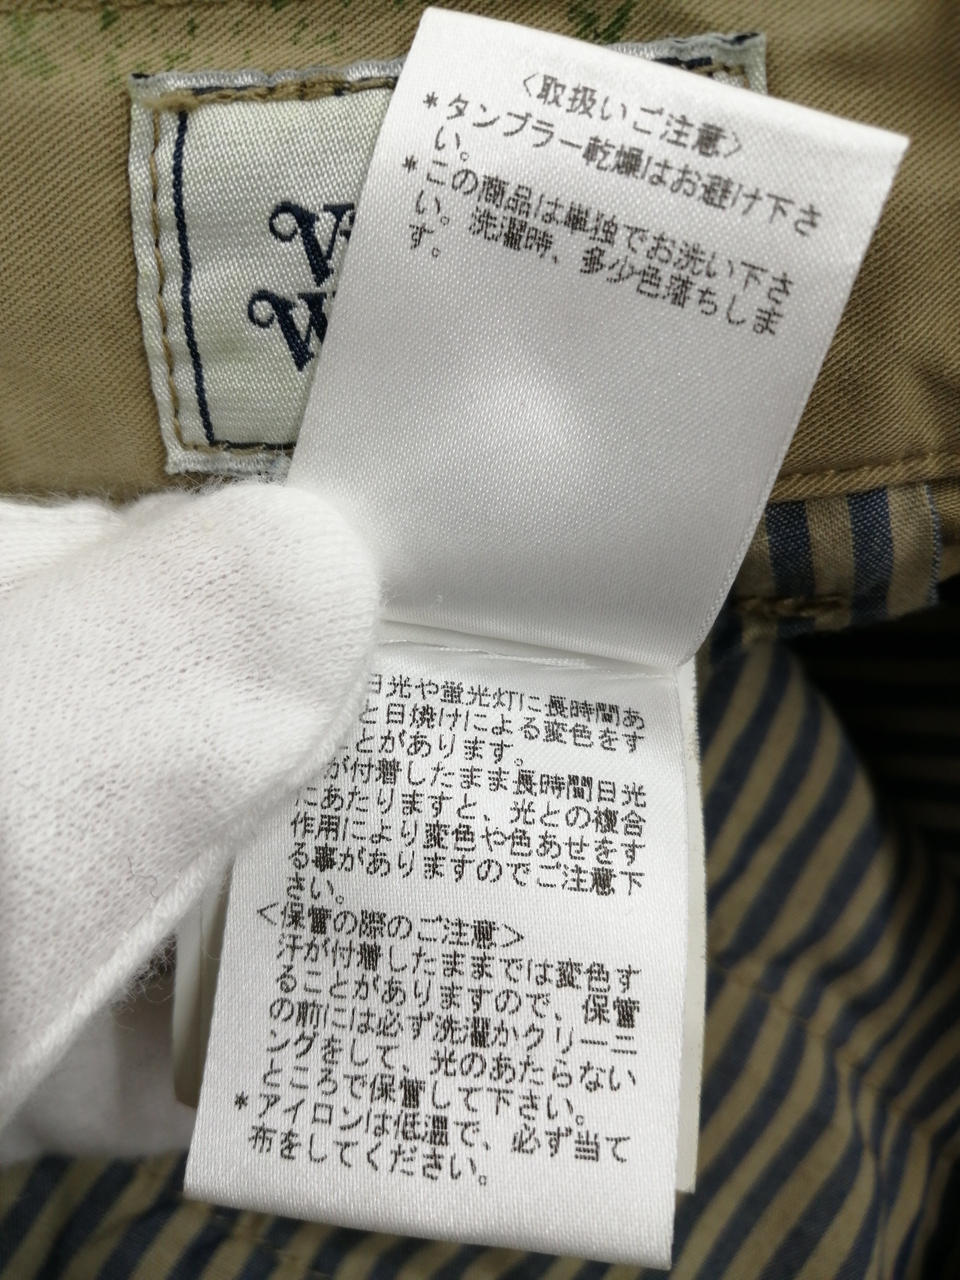 <取扱いご注意>
*タンブラー乾燥はお避け下さ
い。
*この商品は単独でお洗い下さ
い。洗濯時、多少色落ちしま
す。
日光や蛍光灯に長時間あ
と日焼けによる変色をす
とがあります。
が付着したまま長時間日光
にあたりますと、光との複合
作用により変色や色あせをす
る事がありますのでご注意下
さい。
<保管の際のご注意>
汗が付着したままでは変色す
ることがありますので、保管
の前には必ず洗濯かクリーニ
ングをして、光のあたらない
ところで保管して下さい。
*アイロンは低温で、必ず当て
布をしてください。